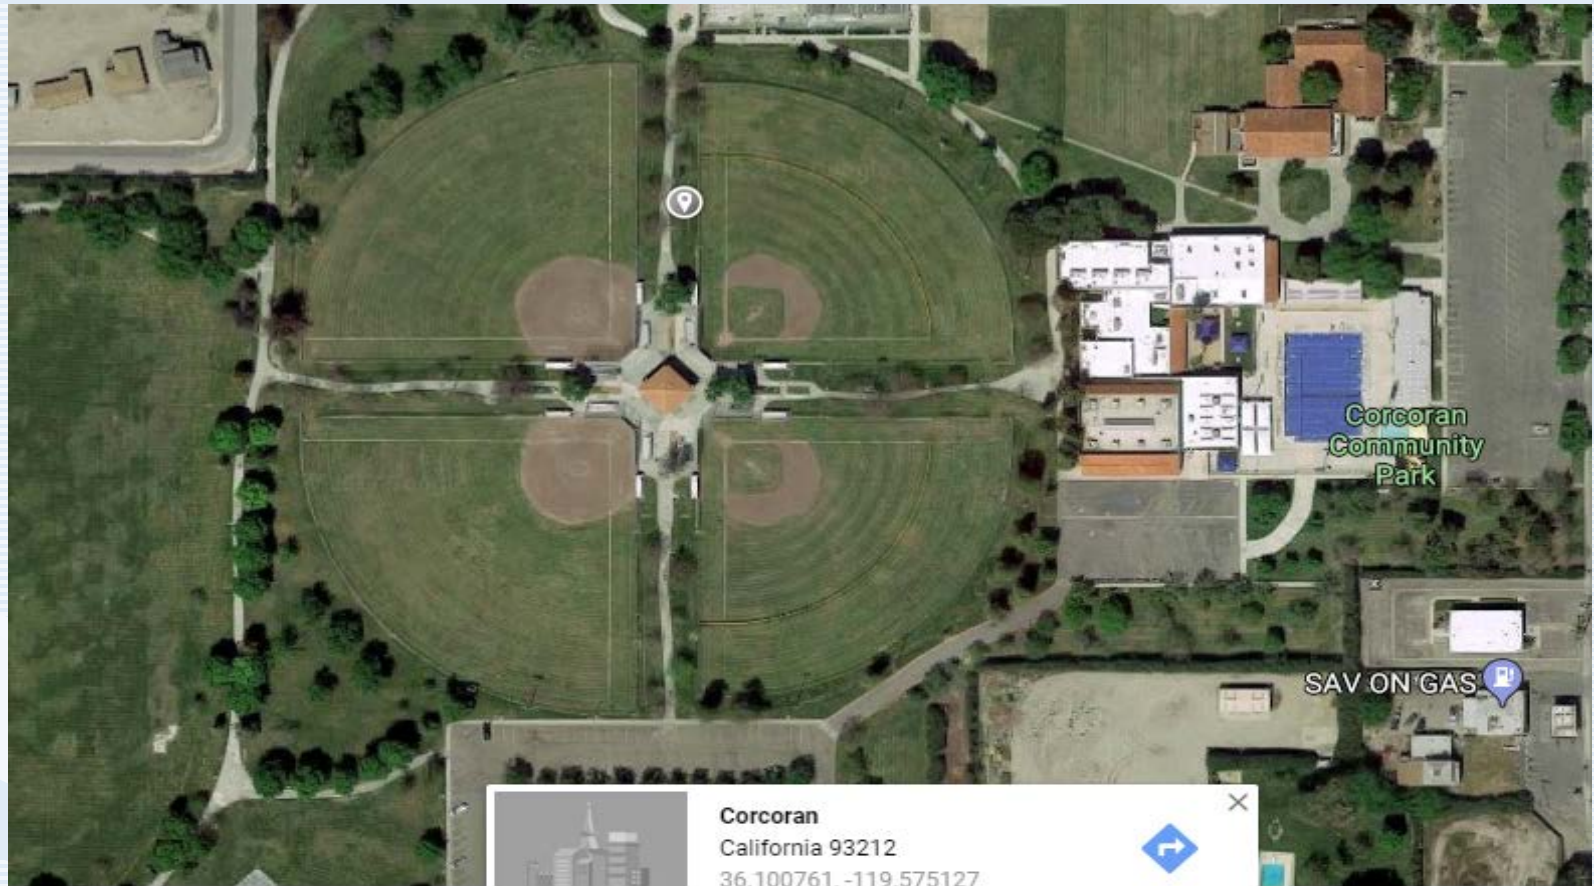 Corcoran
Community
Park
SAV ON GAS
Corcoran
California 93212
36.100761, -119.575127